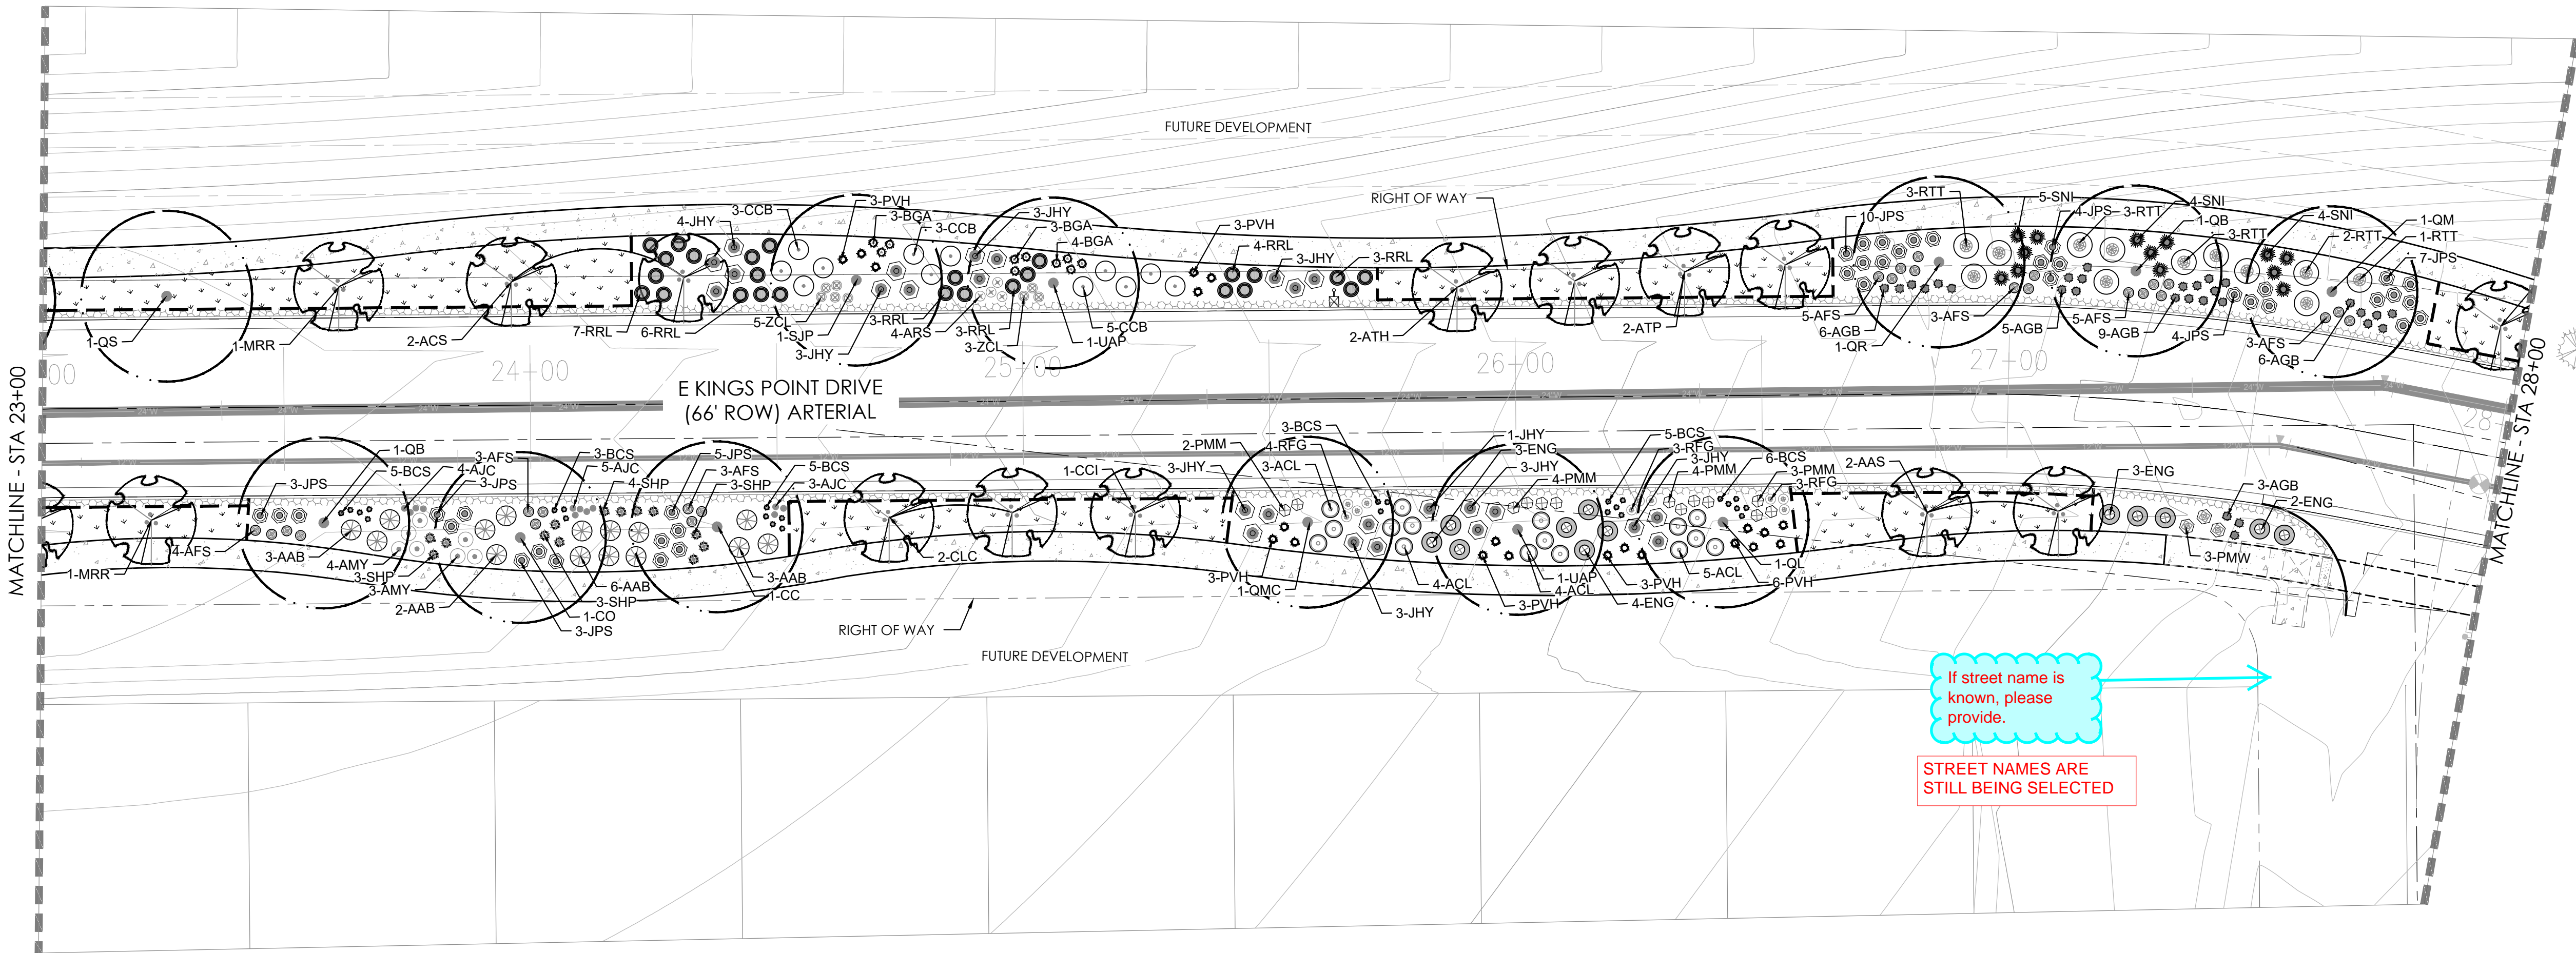 FUTURE DEVELOPMENT
RIGHT OF WAY
3-RTT
5-SNI
4-JPS
3-RTT
4-SNI
1-QB
3-RTT
4-SNI
1-QM
1-RTT
2-RTT
7-JPS
10-JPS
3-PVH
3-CCB
3-BGA
4-JHY
3-CCB
3-JHY
3-BGA
4-BGA
3-PVH
4-RRL
3-JHY
3-RRL
1-QS
1-MRR
2-ACS
7-RRL
6-RRL
5-ZCL
1-SJP
3-JHY
3-RRL
4-ARS
3-RRL
3-ZCL
5-CCB
1-UAP
2-ATH
2-ATP
5-AFS
6-AGB
1-QR
3-AFS
5-AGB
5-AFS
9-AGB
4-JPS
3-AFS
6-AGB
00
24+00
25+00
26+00
27+00
28
E KINGS POINT DRIVE
(66' ROW) ARTERIAL
MATCHLINE - STA 23+00
MATCHLINE - STA 28+00
1-QB
5-BCS
3-AFS
4-AJC
3-JPS
3-JPS
3-BCS
5-AJC
4-SHP
5-JPS
3-AFS
3-SHP
5-BCS
3-AJC
1-CCI
3-JHY
2-PMM
3-BCS
4-RFG
3-ACL
1-JHY
3-ENG
3-JHY
4-PMM
5-BCS
3-RFG
3-JHY
4-PMM
6-BCS
3-PMM
3-RFG
2-AAS
3-ENG
3-AGB
2-ENG
4-AFS
1-MRR
3-AAB
4-AMY
3-SHP
3-AMY
2-AAB
6-AAB
3-SHP
1-CO
3-JPS
3-AAB
1-CC
2-CLC
3-PVH
1-QMC
3-JHY
4-ACL
1-UAP
4-ACL
3-PVH
3-PVH
4-ENG
5-ACL
1-QL
6-PVH
3-PMW
RIGHT OF WAY
FUTURE DEVELOPMENT
If street name is
known, please
provide.
STREET NAMES ARE
STILL BEING SELECTED